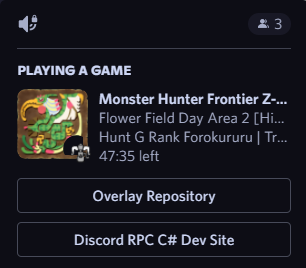 3
PLAYING A GAME
Monster Hunter Frontier Z-...
Flower Field Day Area 2 [Hi...
Hunt G Rank Forokururu | Tr...
47:35 left
Overlay Repository
Discord RPC C# Dev Site